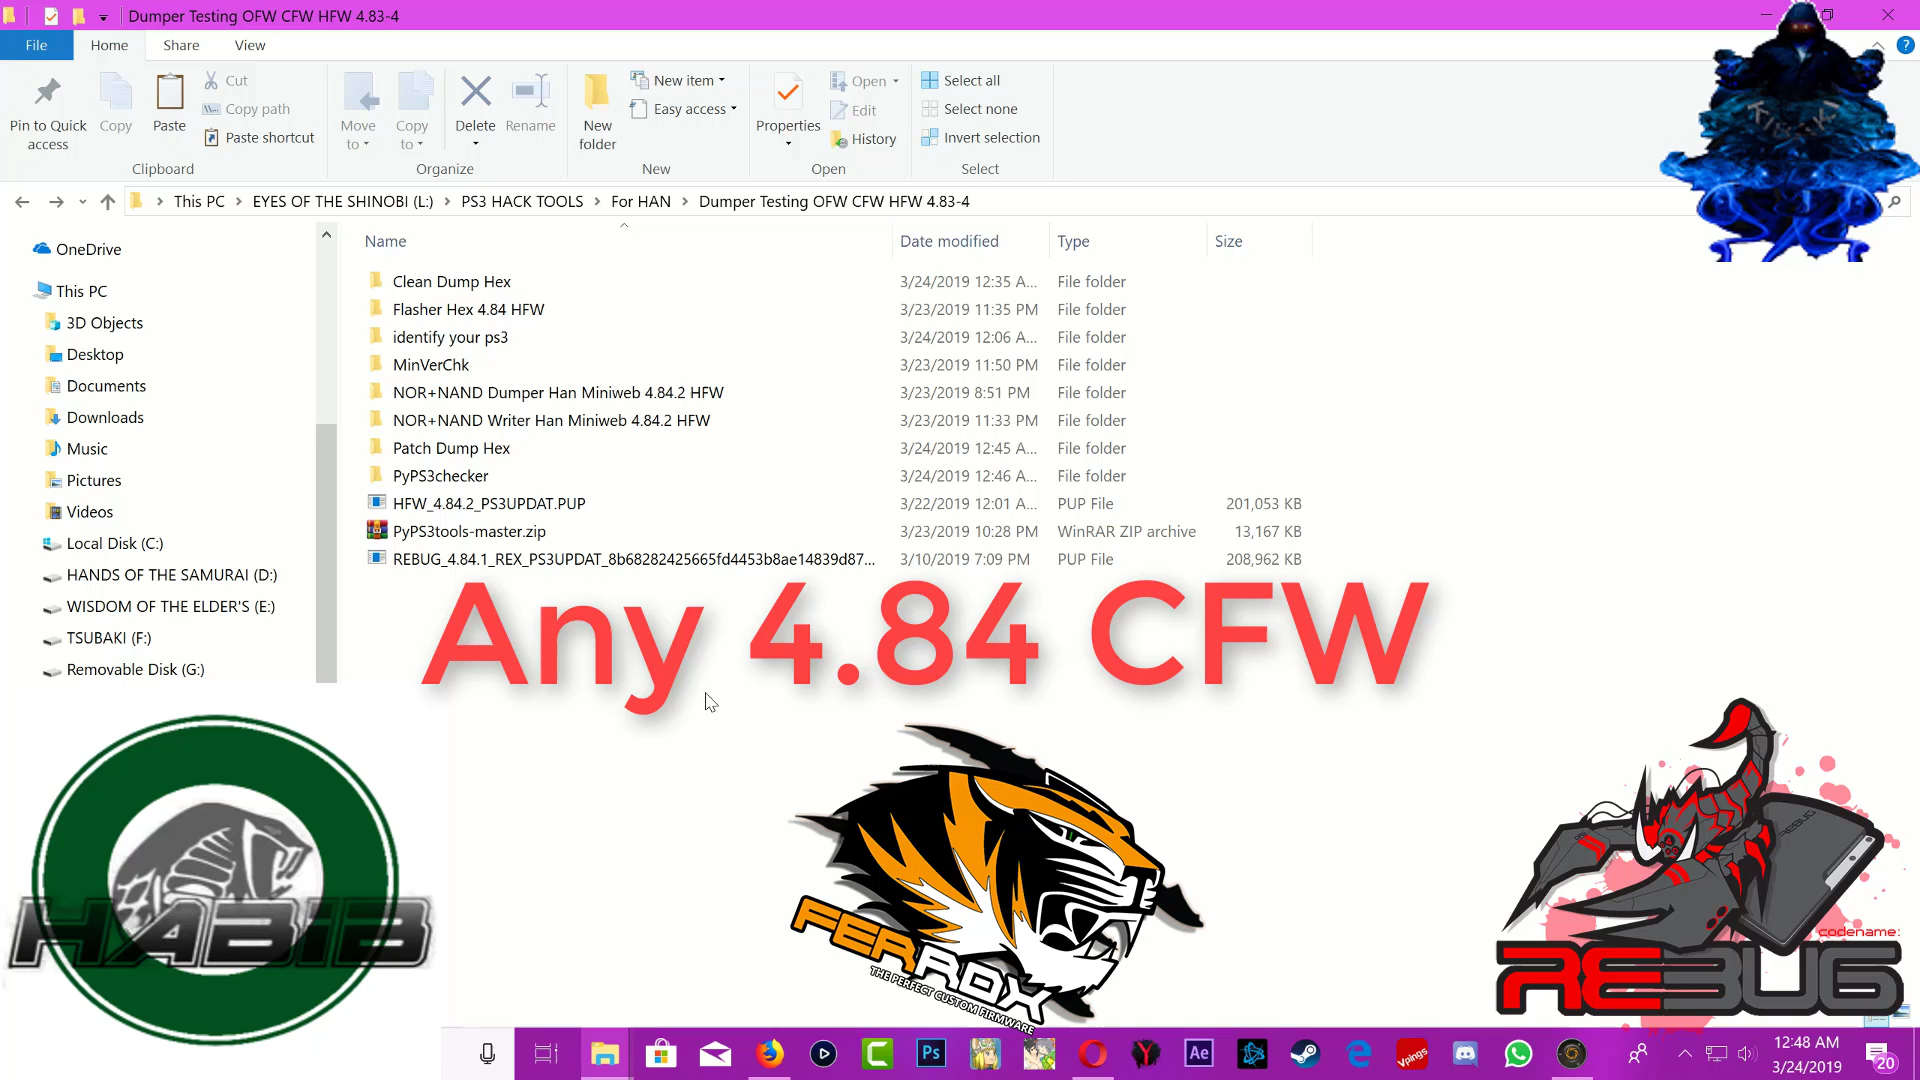 Dumper Testing OFW CFW HFW 4.83-4
File
Home
Share
View
Pin to Quick access
Copy
Paste
Cut
Copy path
Paste shortcut
Clipboard
Move to
Copy to
Delete
Rename
Organize
New folder
New item
Easy access
New
Properties
Open
Edit
History
Open
Select all
Select none
Invert selection
Select
This PC > EYES OF THE SHINOBI (L:) > PS3 HACK TOOLS > For HAN > Dumper Testing OFW CFW HFW 4.83-4
OneDrive
This PC
3D Objects
Desktop
Documents
Downloads
Music
Pictures
Videos
Local Disk (C:)
HANDS OF THE SAMURAI (D:)
WISDOM OF THE ELDER'S (E:)
TSUBAKI (F:)
Removable Disk (G:)
Name Date modified Type Size
Clean Dump Hex 3/24/2019 12:35 A... File folder
Flasher Hex 4.84 HFW 3/23/2019 11:35 PM File folder
identify your ps3 3/24/2019 12:06 A... File folder
MinVerChk 3/23/2019 11:50 PM File folder
NOR+NAND Dumper Han Miniweb 4.84.2 HFW 3/23/2019 8:51 PM File folder
NOR+NAND Writer Han Miniweb 4.84.2 HFW 3/23/2019 11:33 PM File folder
Patch Dump Hex 3/24/2019 12:45 A... File folder
PyPS3checker 3/24/2019 12:46 A... File folder
HFW_4.84.2_PS3UPDAT.PUP 3/22/2019 12:01 A... PUP File 201,053 KB
PyPS3tools-master.zip 3/23/2019 10:28 PM WinRAR ZIP archive 13,167 KB
REBUG_4.84.1_REX_PS3UPDAT_8b68282425665fd4453b8ae14839d87... 3/10/2019 7:09 PM PUP File 208,962 KB
Any 4.84 CFW
HABIB
FERROX
THE PERFECT CUSTOM FIRMWARE
REBUG
codename:
REBUG
Ps
Ae
Vpings
12:48 AM
3/24/2019
20